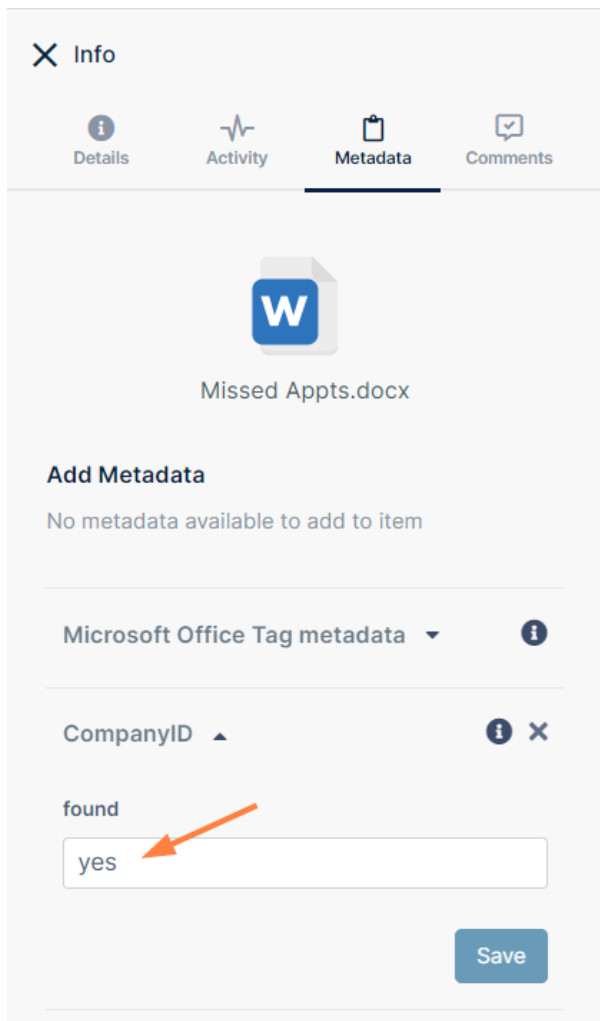 Info
Details Activity Metadata Comments
W
Missed Appts.docx
Add Metadata
No metadata available to add to item
Microsoft Office Tag metadata
CompanyID
found
yes
Save